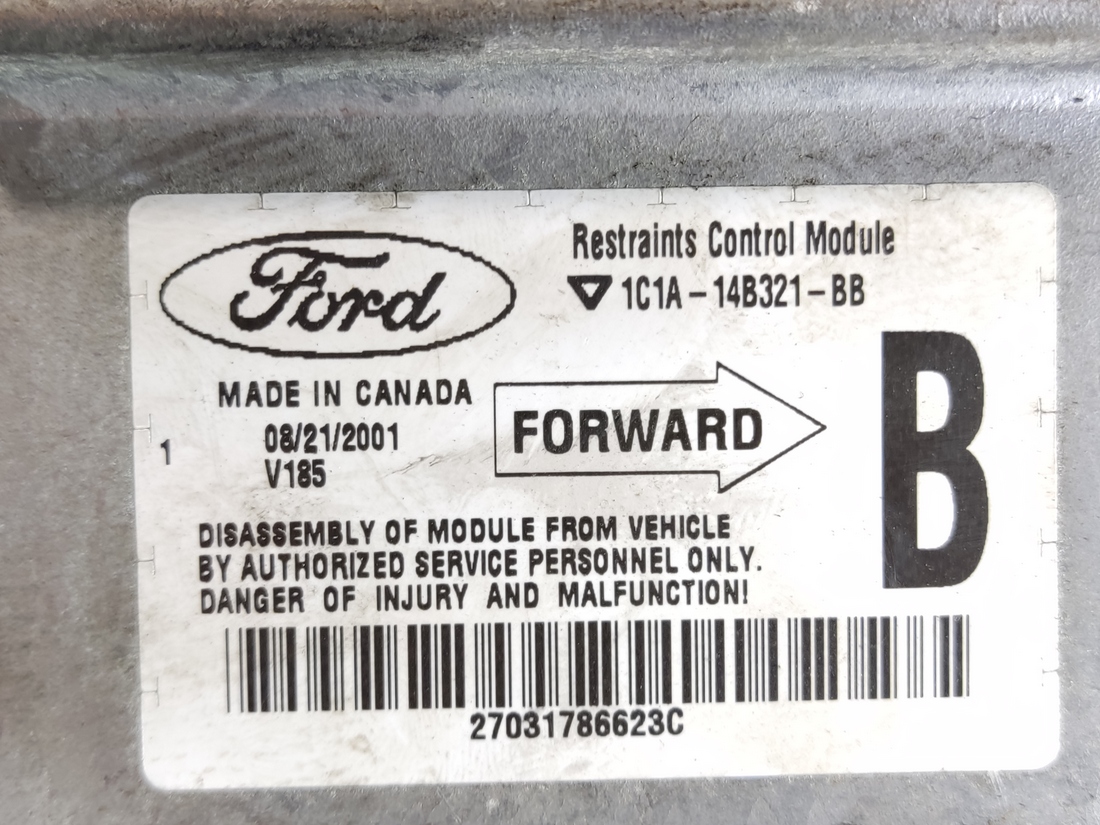 Ford
Restraints Control Module
1C1A-14B321-BB
MADE IN CANADA
08/21/2001
V185
1
FORWARD
B
DISASSEMBLY OF MODULE FROM VEHICLE
BY AUTHORIZED SERVICE PERSONNEL ONLY.
DANGER OF INJURY AND MALFUNCTION!
27031786623C